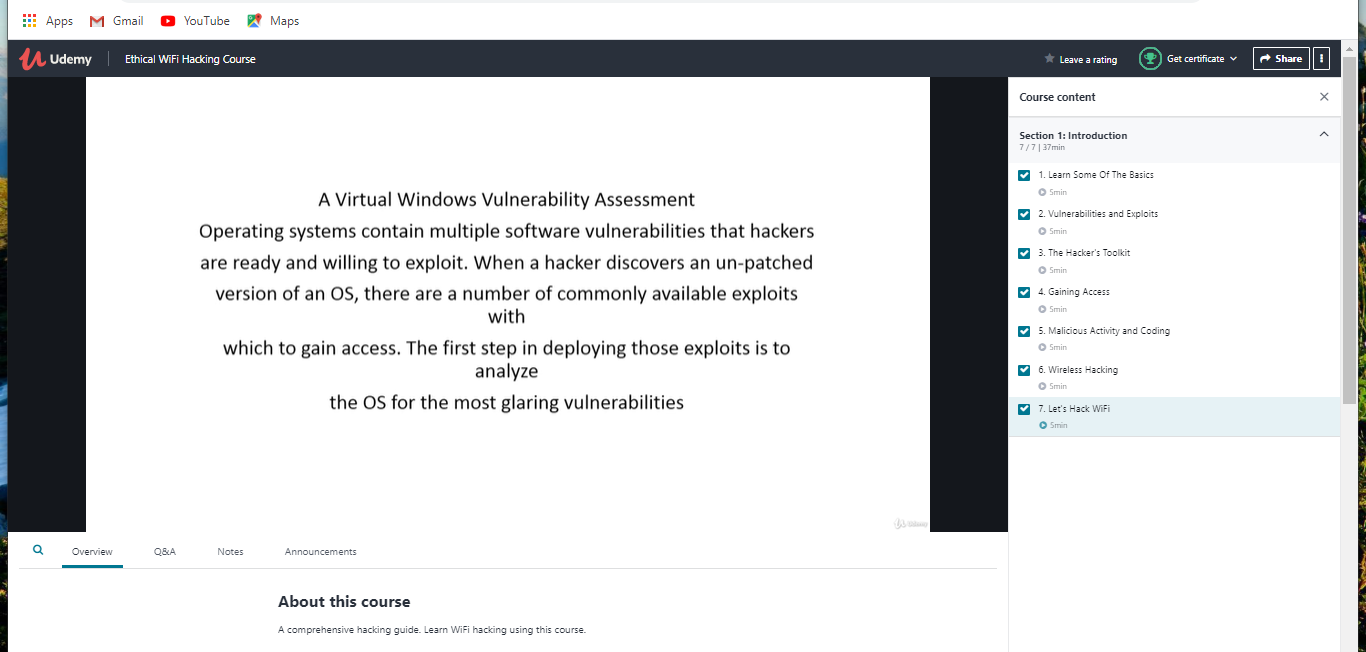 Apps Gmail YouTube Maps
Udemy Ethical WiFi Hacking Course Leave a rating Get certificate Share
A Virtual Windows Vulnerability Assessment
Operating systems contain multiple software vulnerabilities that hackers
are ready and willing to exploit. When a hacker discovers an un-patched
version of an OS, there are a number of commonly available exploits
with
which to gain access. The first step in deploying those exploits is to
analyze
the OS for the most glaring vulnerabilities
Udemy
Course content
Section 1: Introduction
7 / 7 | 37min
1. Learn Some Of The Basics
5min
2. Vulnerabilities and Exploits
5min
3. The Hacker's Toolkit
5min
4. Gaining Access
5min
5. Malicious Activity and Coding
5min
6. Wireless Hacking
5min
7. Let's Hack WiFi
5min
Overview Q&A Notes Announcements
About this course
A comprehensive hacking guide. Learn WiFi hacking using this course.